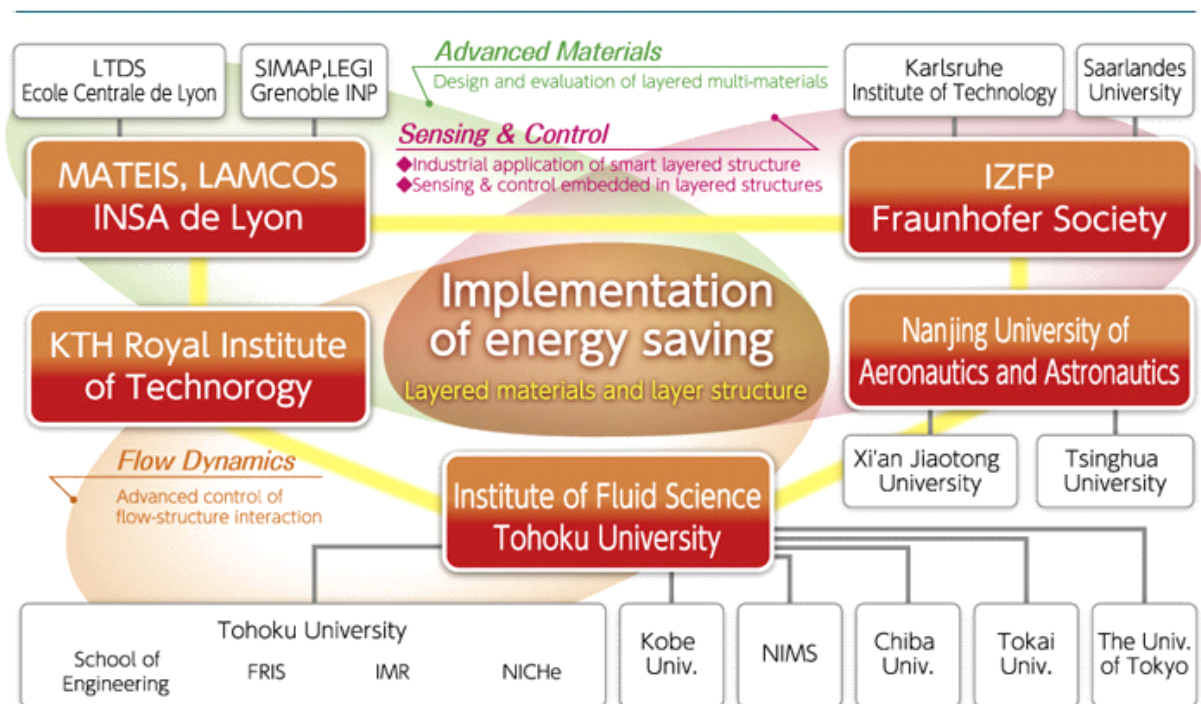 Advanced Materials
Design and evaluation of layered multi-materials
LTDS
Ecole Centrale de Lyon
SIMAP,LEGI
Grenoble INP
Karlsruhe
Institute of Technology
Saarlandes
University
Sensing & Control
◆Industrial application of smart layered structure
◆Sensing & control embedded in layered structures
MATEIS, LAMCOS
INSA de Lyon
IZFP
Fraunhofer Society
Implementation
of energy saving
Layered materials and layer structure
KTH Royal Institute
of Technorogy
Nanjing University of
Aeronautics and Astronautics
Xi'an Jiaotong
University
Tsinghua
University
Flow Dynamics
Advanced control of
flow-structure interaction
Institute of Fluid Science
Tohoku University
Tohoku University
School of
Engineering
FRIS
IMR
NICHe
Kobe
Univ.
NIMS
Chiba
Univ.
Tokai
Univ.
The Univ.
of Tokyo